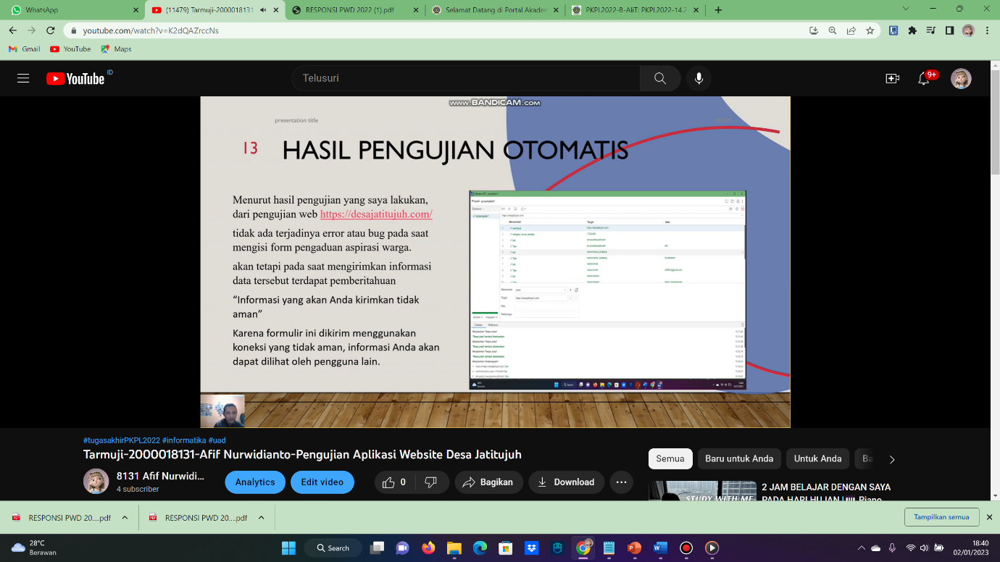 WhatsApp
(11479) Tarmuji-2000018131
RESPONSI PWD 2022 (1).pdf
Selamat Datang di Portal Akadem
PKPL2022-B-AliT: PKPL2022-14.2
youtube.com/watch?v=K2dQAZrccNs
Gmail
YouTube
Maps
YouTube ID
Telusuri
9+
WWW.BANDICAM.COM
presentation title
13 HASIL PENGUJIAN OTOMATIS
Menurut hasil pengujian yang saya lakukan,
dari pengujian web https://desajatitujuh.com/
tidak ada terjadinya error atau bug pada saat
mengisi form pengaduan aspirasi warga.
akan tetapi pada saat mengirimkan informasi
data tersebut terdapat pemberitahuan
“Informasi yang akan Anda kirimkan tidak
aman”
Karena formulir ini dikirim menggunakan
koneksi yang tidak aman, informasi Anda akan
dapat dilihat oleh pengguna lain.
#tugasakhirPKPL2022 #informatika #uad
Tarmuji-2000018131-Afif Nurwidianto-Pengujian Aplikasi Website Desa Jatitujuh
8131 Afif Nurwidi...
4 subscriber
Analytics
Edit video
0
Bagikan
Download
Semua
Baru untuk Anda
Untuk Anda
Ba
STUDY WITH ME
2 JAM BELAJAR DENGAN SAYA
PADA HARI HUJAN
Piano
RESPONSI PWD 20....pdf
RESPONSI PWD 20....pdf
Tampilkan semua
28°C
Berawan
Search
18:40
02/01/2023